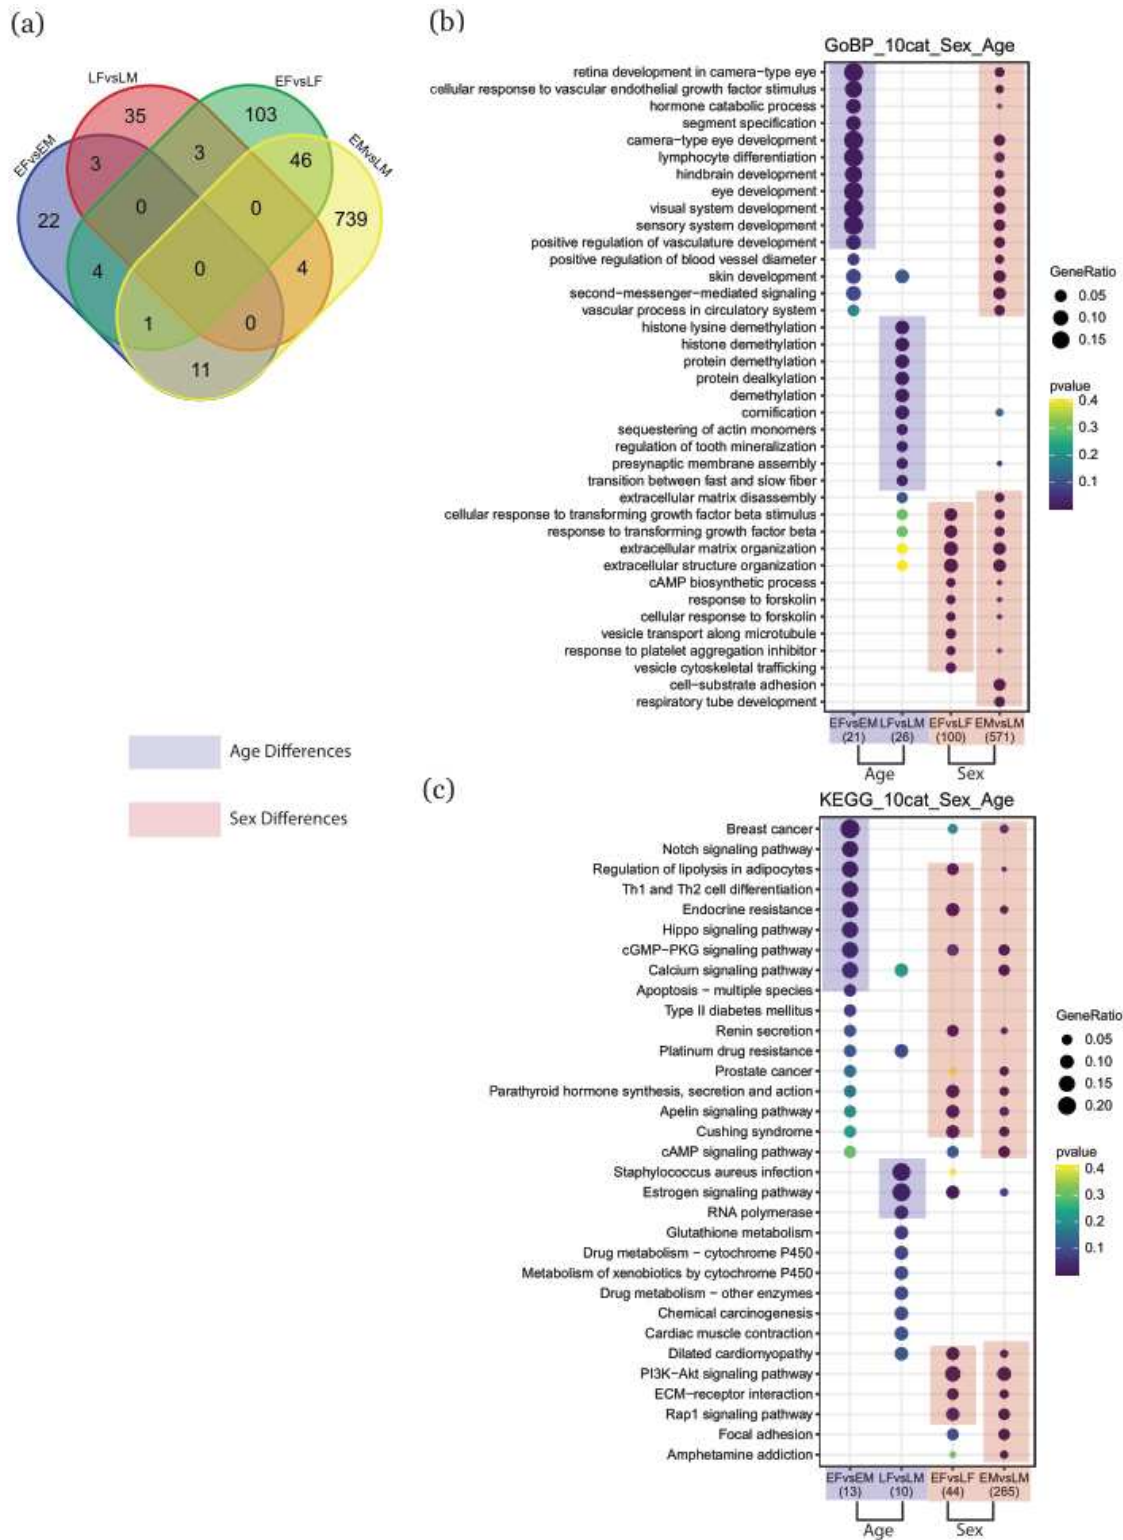 (a)
LFvsLM
EFvsLF
EFvsEM
EMvsLM
35
103
3
3
46
22
0
0
739
4
0
4
1
0
11
Age Differences
Sex Differences
(b)
GoBP_10cat_Sex_Age
retina development in camera-type eye
cellular response to vascular endothelial growth factor stimulus
hormone catabolic process
segment specification
camera-type eye development
lymphocyte differentiation
hindbrain development
eye development
visual system development
sensory system development
positive regulation of vasculature development
positive regulation of blood vessel diameter
skin development
second-messenger-mediated signaling
vascular process in circulatory system
histone lysine demethylation
histone demethylation
protein demethylation
protein dealkylation
demethylation
cornification
sequestering of actin monomers
regulation of tooth mineralization
presynaptic membrane assembly
transition between fast and slow fiber
extracellular matrix disassembly
cellular response to transforming growth factor beta stimulus
response to transforming growth factor beta
extracellular matrix organization
extracellular structure organization
cAMP biosynthetic process
response to forskolin
cellular response to forskolin
vesicle transport along microtubule
response to platelet aggregation inhibitor
vesicle cytoskeletal trafficking
cell-substrate adhesion
respiratory tube development
EFvsEM LFvsLM EFvsLF EMvsLM
(21) (26) (100) (571)
Age Sex
GeneRatio
0.05
0.10
0.15
pvalue
0.4
0.3
0.2
0.1
(c)
KEGG_10cat_Sex_Age
Breast cancer
Notch signaling pathway
Regulation of lipolysis in adipocytes
Th1 and Th2 cell differentiation
Endocrine resistance
Hippo signaling pathway
cGMP-PKG signaling pathway
Calcium signaling pathway
Apoptosis - multiple species
Type II diabetes mellitus
Renin secretion
Platinum drug resistance
Prostate cancer
Parathyroid hormone synthesis, secretion and action
Apelin signaling pathway
Cushing syndrome
cAMP signaling pathway
Staphylococcus aureus infection
Estrogen signaling pathway
RNA polymerase
Glutathione metabolism
Drug metabolism - cytochrome P450
Metabolism of xenobiotics by cytochrome P450
Drug metabolism - other enzymes
Chemical carcinogenesis
Cardiac muscle contraction
Dilated cardiomyopathy
PI3K-Akt signaling pathway
ECM-receptor interaction
Rap1 signaling pathway
Focal adhesion
Amphetamine addiction
EFvsEM LFvsLM EFvsLF EMvsLM
(13) (10) (44) (265)
Age Sex
GeneRatio
0.05
0.10
0.15
0.20
pvalue
0.4
0.3
0.2
0.1